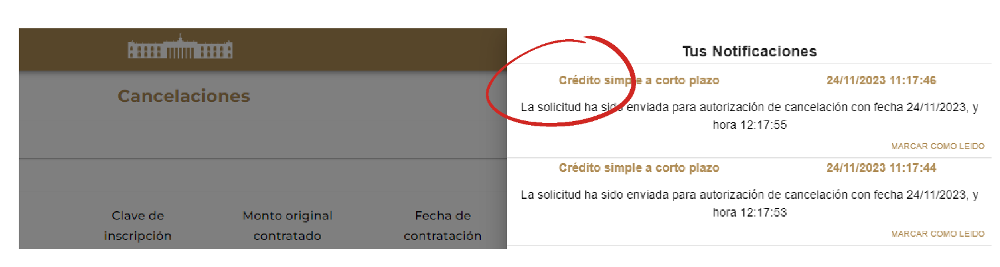 Cancelaciones
Clave de
inscripción
Monto original
contratado
Fecha de
contratación
Tus Notificaciones
Crédito simple a corto plazo 24/11/2023 11:17:46
La solicitud ha sido enviada para autorización de cancelación con fecha 24/11/2023, y
hora 12:17:55
MARCAR COMO LEIDO
Crédito simple a corto plazo 24/11/2023 11:17:44
La solicitud ha sido enviada para autorización de cancelación con fecha 24/11/2023, y
hora 12:17:53
MARCAR COMO LEIDO